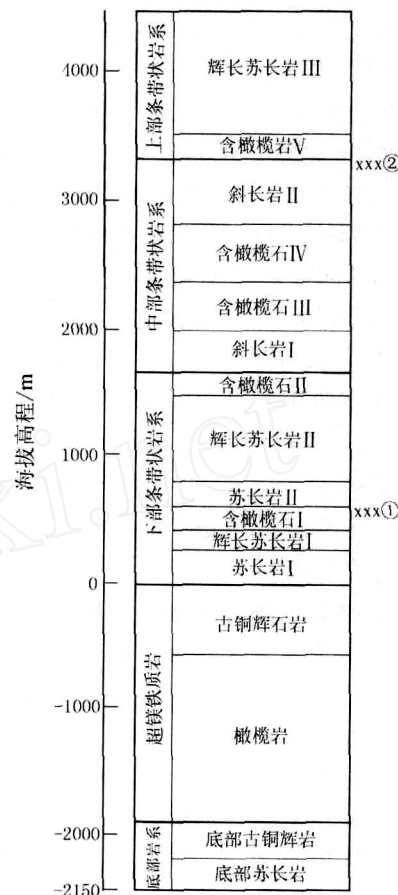 海拔高程/m
4000
3000
2000
1000
0
-1000
-2000
-2150
上部条带状岩系
辉长苏长岩III
含橄榄岩V
xxx②
中部条带状岩系
斜长岩II
含橄榄石IV
含橄榄石III
斜长岩I
下部条带状岩系
含橄榄石II
辉长苏长岩II
苏长岩II
含橄榄石I
xxx①
辉长苏长岩I
苏长岩I
超镁铁质岩
古铜辉石岩
橄榄岩
底部岩系
底部古铜辉岩
底部苏长岩